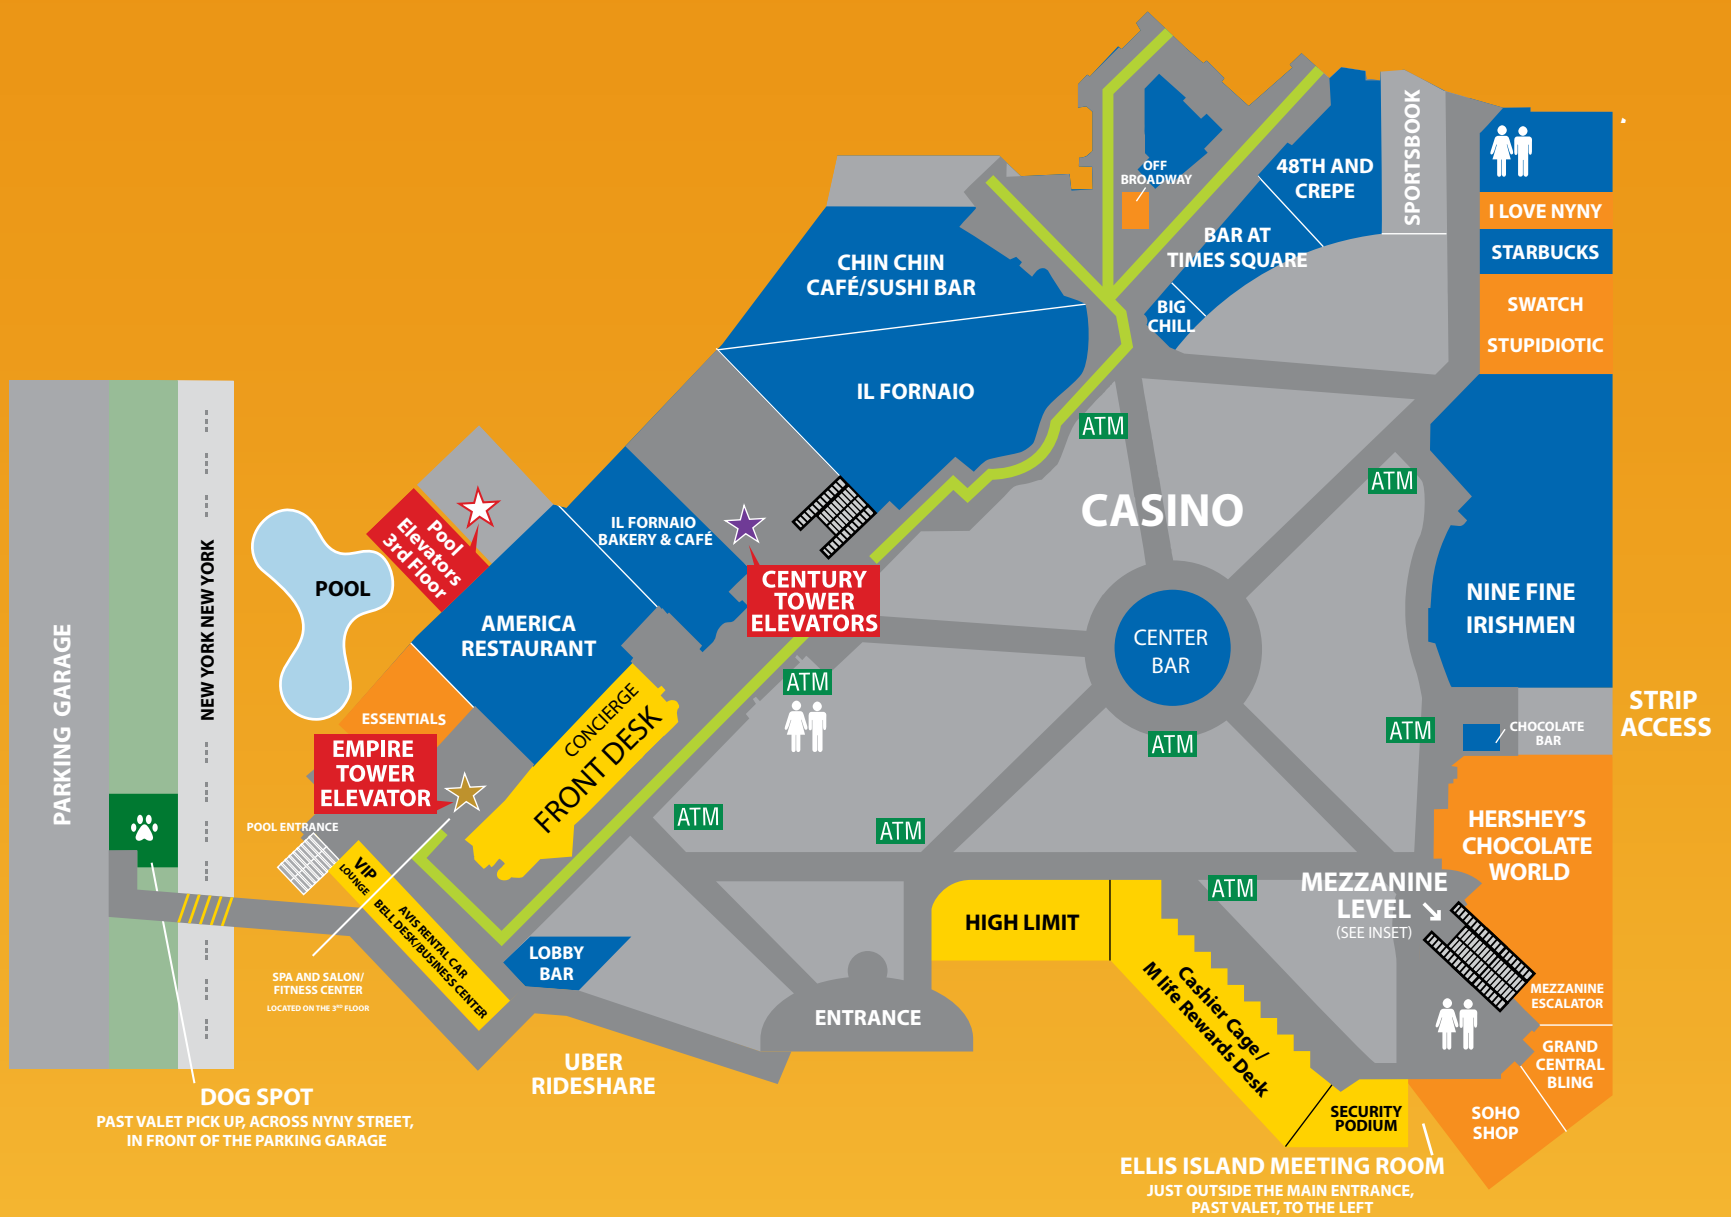 OFF
BROADWAY
48TH AND
CREPE
SPORTSBOOK
BAR AT
TIMES SQUARE
BIG
CHILL
I LOVE NYNY
STARBUCKS
SWATCH
STUPIDIOTIC
CHIN CHIN
CAFÉ/SUSHI BAR
IL FORNAIO
ATM
ATM
CASINO
IL FORNAIO
BAKERY & CAFÉ
Pool
Elevators
3rd Floor
POOL
PARKING GARAGE
NEW YORK NEW YORK
AMERICA
RESTAURANT
CENTURY
TOWER
ELEVATORS
CENTER
BAR
NINE FINE
IRISHMEN
ATM
CONCIERGE
FRONT DESK
ESSENTIALS
EMPIRE
TOWER
ELEVATOR
ATM
ATM
CHOCOLATE
BAR
STRIP
ACCESS
ATM
ATM
POOL ENTRANCE
VIP
LOUNGE
AVIS RENTAL CAR
BELL DESK/BUSINESS CENTER
HERSHEY'S
CHOCOLATE
WORLD
ATM
MEZZANINE
LEVEL
(SEE INSET)
HIGH LIMIT
LOBBY
BAR
SPA AND SALON/
FITNESS CENTER
LOCATED ON THE 3RD FLOOR
ENTRANCE
Cashier Cage/
M life Rewards Desk
MEZZANINE
ESCALATOR
GRAND
CENTRAL
BLING
UBER
RIDESHARE
SECURITY
PODIUM
SOHO
SHOP
DOG SPOT
PAST VALET PICK UP, ACROSS NYNY STREET,
IN FRONT OF THE PARKING GARAGE
ELLIS ISLAND MEETING ROOM
JUST OUTSIDE THE MAIN ENTRANCE,
PAST VALET, TO THE LEFT